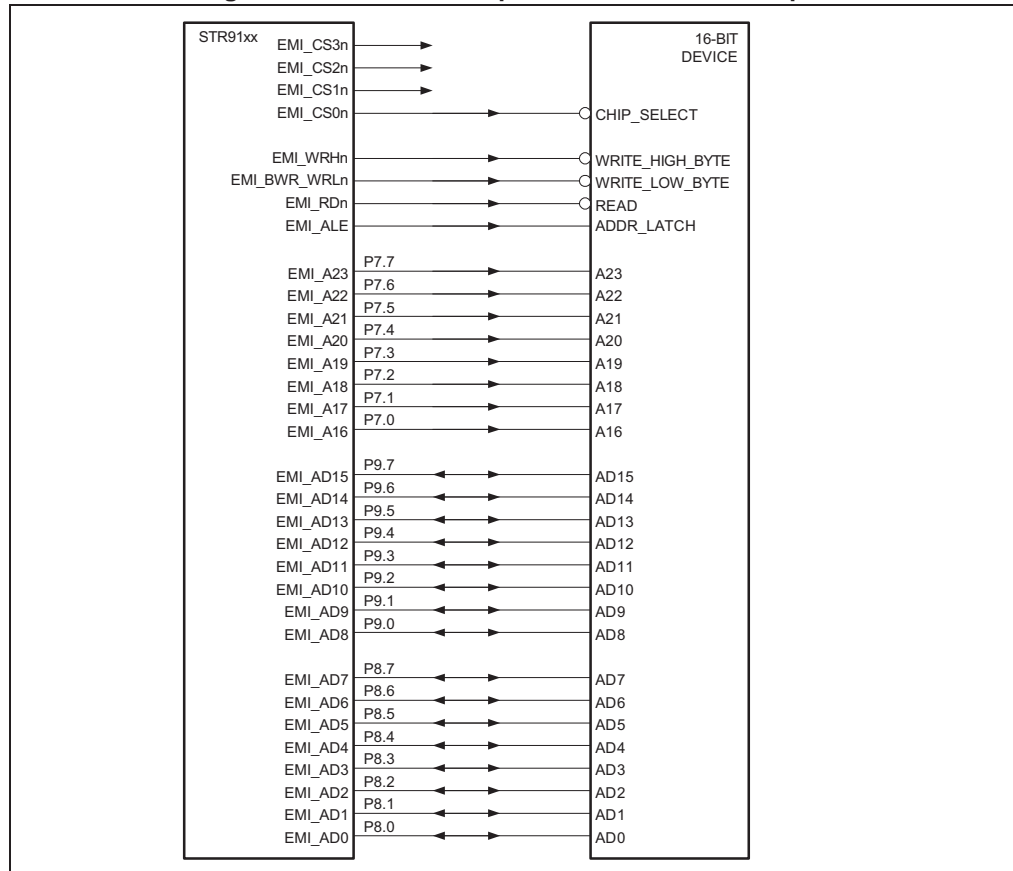 STR91xx
16-BIT
DEVICE
EMI_CS3n
EMI_CS2n
EMI_CS1n
EMI_CS0n CHIP_SELECT
EMI_WRHn WRITE_HIGH_BYTE
EMI_BWR_WRLn WRITE_LOW_BYTE
EMI_RDn READ
EMI_ALE ADDR_LATCH
EMI_A23 P7.7 A23
EMI_A22 P7.6 A22
EMI_A21 P7.5 A21
EMI_A20 P7.4 A20
EMI_A19 P7.3 A19
EMI_A18 P7.2 A18
EMI_A17 P7.1 A17
EMI_A16 P7.0 A16
EMI_AD15 P9.7 AD15
EMI_AD14 P9.6 AD14
EMI_AD13 P9.5 AD13
EMI_AD12 P9.4 AD12
EMI_AD11 P9.3 AD11
EMI_AD10 P9.2 AD10
EMI_AD9 P9.1 AD9
EMI_AD8 P9.0 AD8
EMI_AD7 P8.7 AD7
EMI_AD6 P8.6 AD6
EMI_AD5 P8.5 AD5
EMI_AD4 P8.4 AD4
EMI_AD3 P8.3 AD3
EMI_AD2 P8.2 AD2
EMI_AD1 P8.1 AD1
EMI_AD0 P8.0 AD0